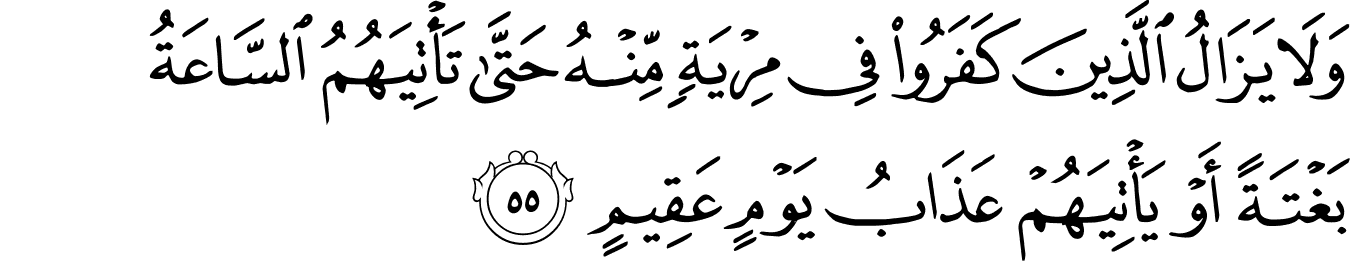 وَلَا يَزَالُ ٱلَّذِينَ كَفَرُوا۟ فِى مِرْيَةٍ مِّنْهُ حَتَّىٰ تَأْتِيَهُمُ ٱلسَّاعَةُ
بَغْتَةً أَوْ يَأْتِيَهُمْ عَذَابُ يَوْمٍ عَقِيمٍ ٥٥